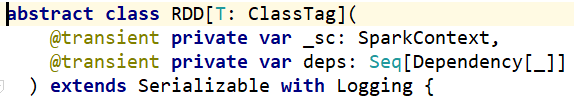 abstract class RDD[T: ClassTag](
@transient private var _sc: SparkContext,
@transient private var deps: Seq[Dependency[_]]
) extends Serializable with Logging {